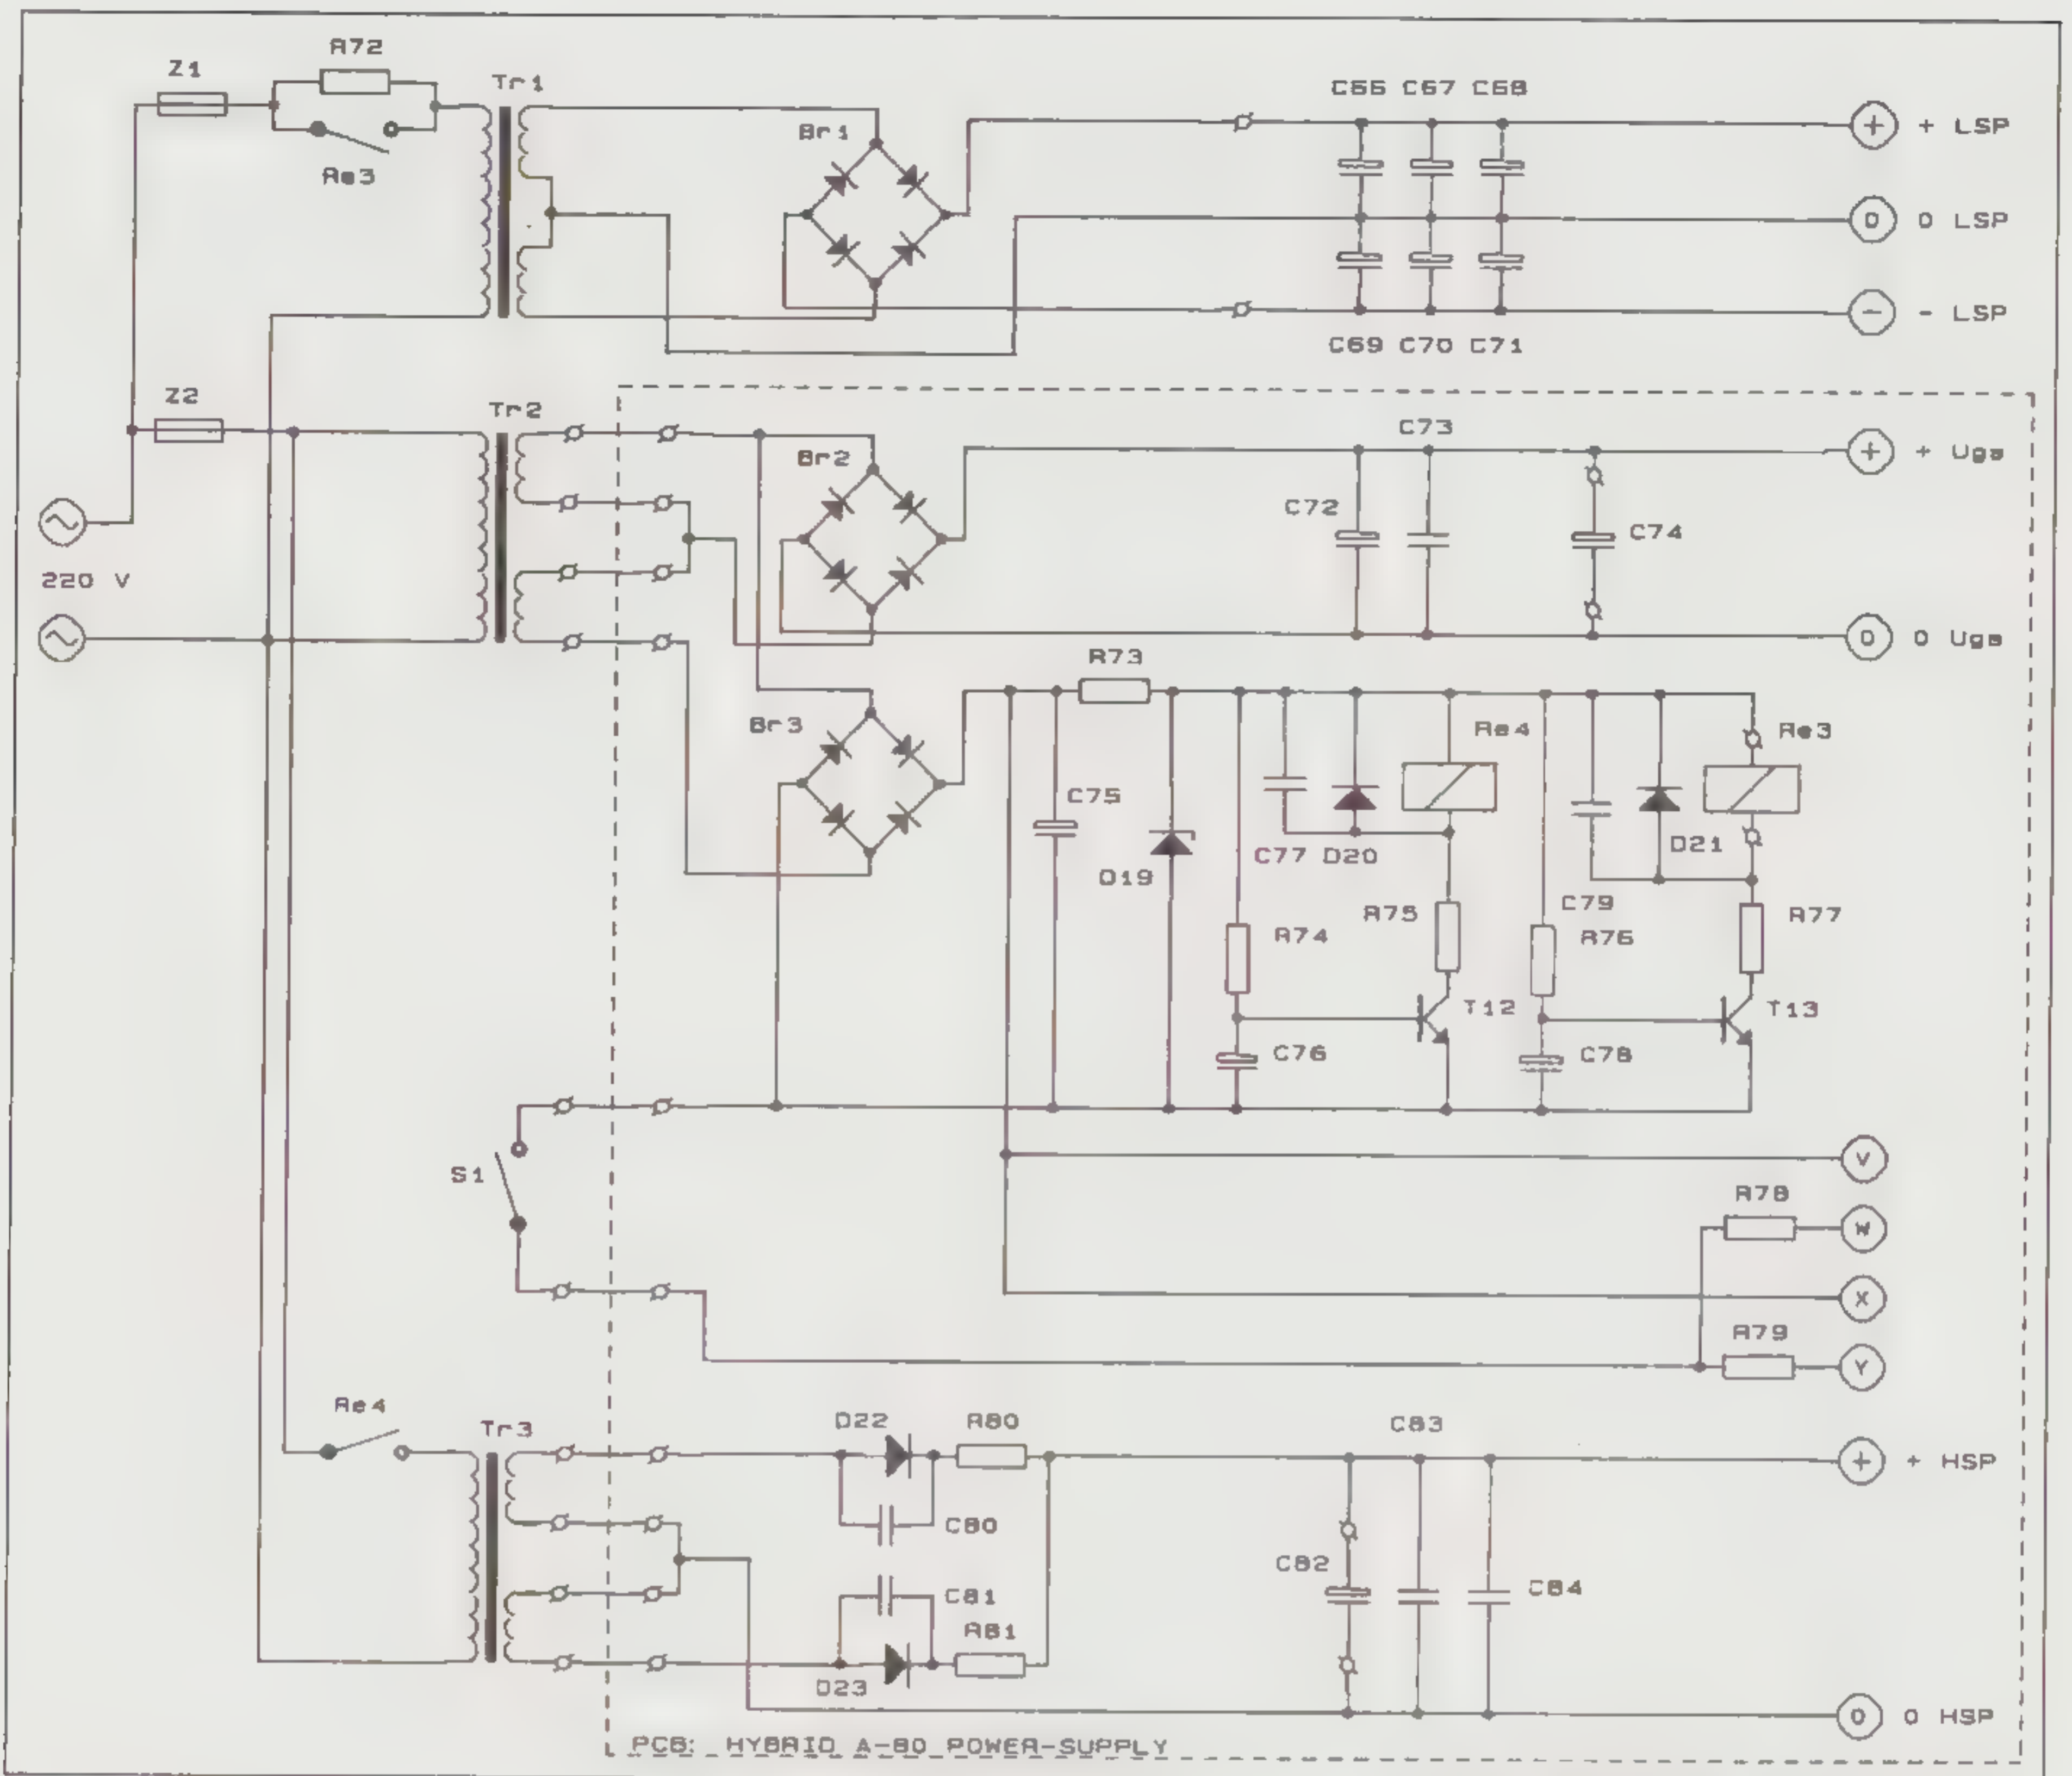 R72
Z1
Tr1
C66 C67 C68
Br1
+ + LSP
Re3
0 0 LSP
- - LSP
C69 C70 C71
Z2
Tr2
C73
Br2
+ + Uga
C72
C74
220 V
0 0 Uga
R73
Br3
Re4
Re3
C75
D21
C77 D20
D19
C79
R75
R77
R74
R76
T12
T13
C76
C78
V
S1
R78
W
X
R79
Y
Re4
D22
R80
C83
Tr3
+ + HSP
C80
C82
C84
C81
R81
D23
0 0 HSP
PCB: HYBRID A-80 POWER-SUPPLY